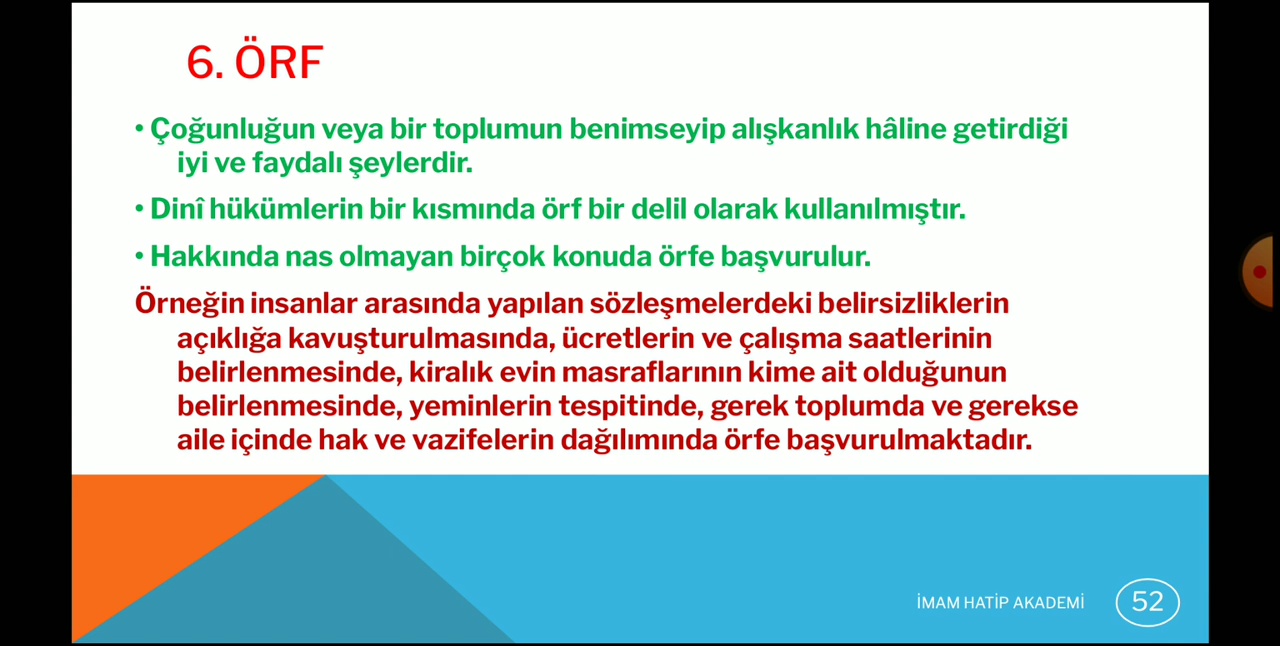 6. ÖRF
• Çoğunluğun veya bir toplumun benimseyip alışkanlık hâline getirdiği
iyi ve faydalı şeylerdir.
• Dinî hükümlerin bir kısmında örf bir delil olarak kullanılmıştır.
• Hakkında nas olmayan birçok konuda örfe başvurulur.
Örneğin insanlar arasında yapılan sözleşmelerdeki belirsizliklerin
açıklığa kavuşturulmasında, ücretlerin ve çalışma saatlerinin
belirlenmesinde, kiralık evin masraflarının kime ait olduğunun
belirlenmesinde, yeminlerin tespitinde, gerek toplumda ve gerekse
aile içinde hak ve vazifelerin dağılımında örfe başvurulmaktadır.
İMAM HATİP AKADEMİ
52